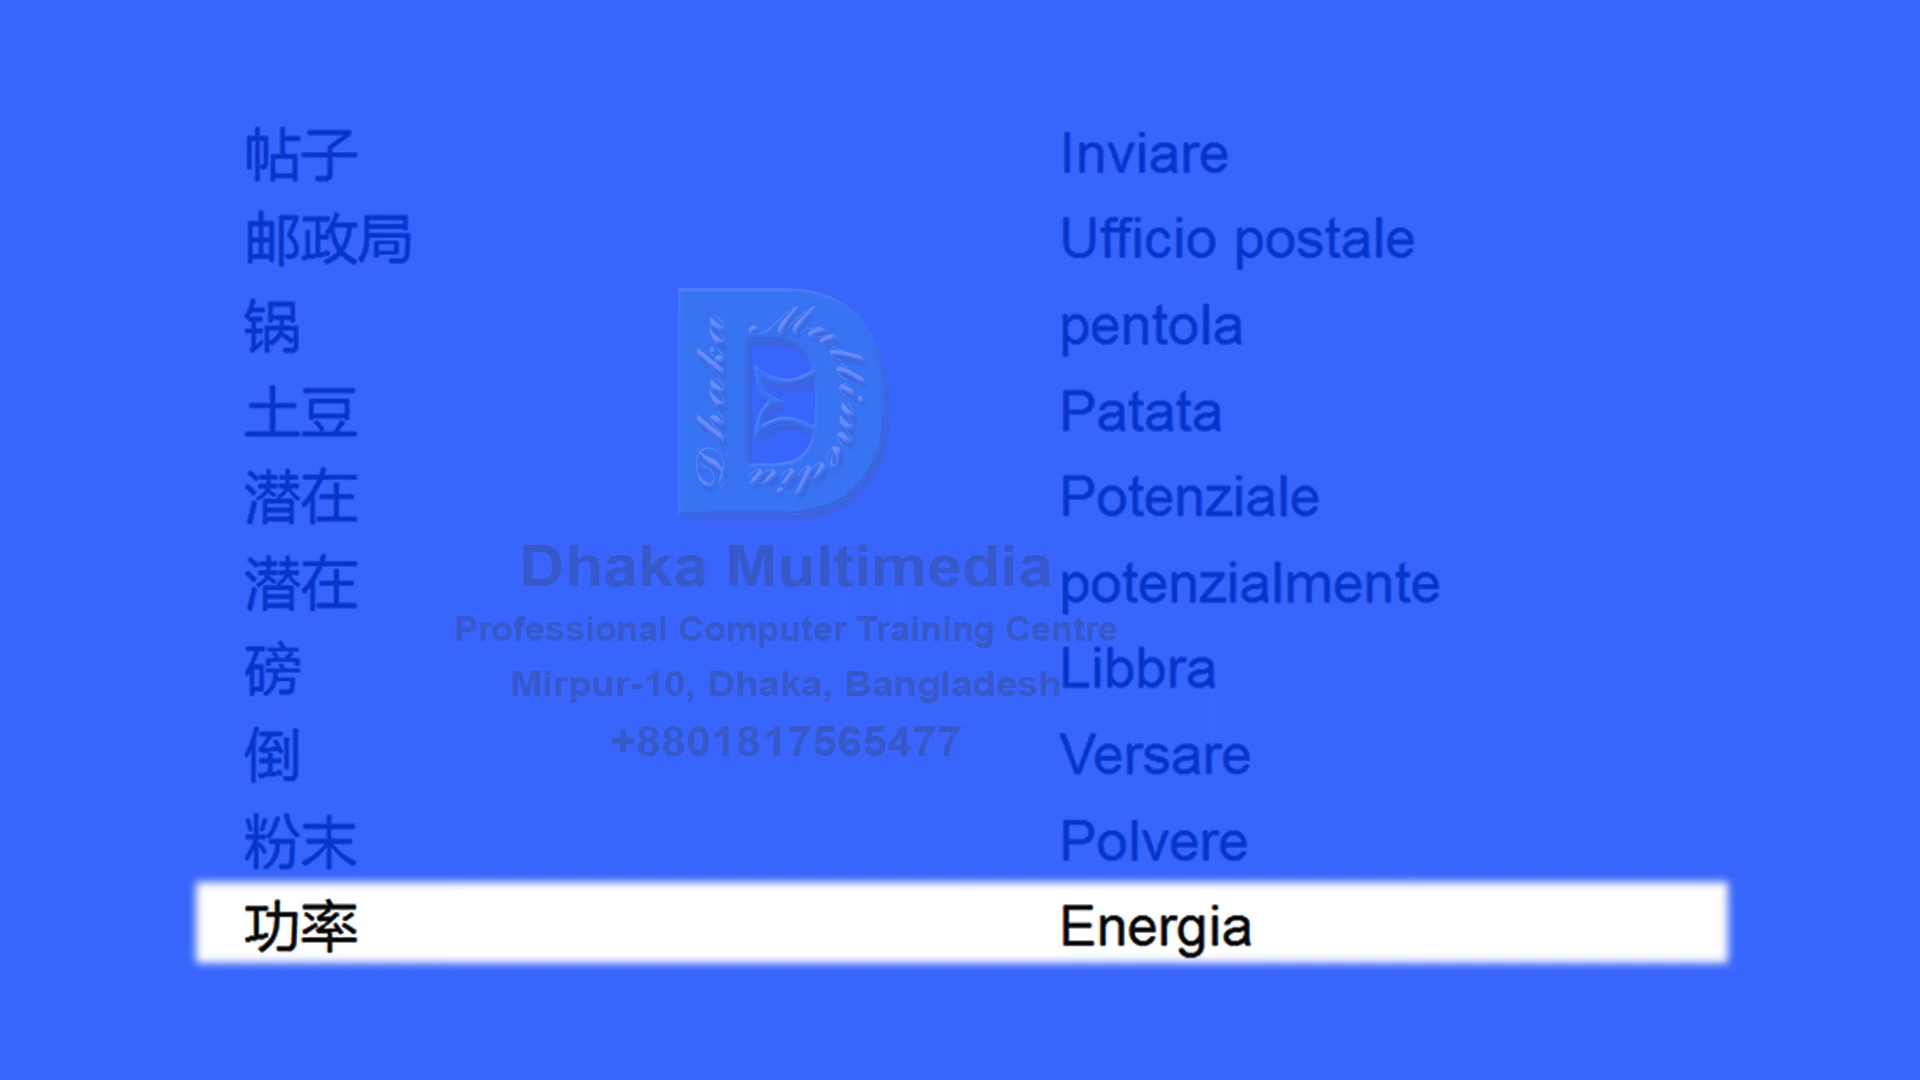 帖子 Inviare
邮政局 Ufficio postale
锅 pentola
土豆 Patata
潜在 Potenziale
潜在 potenzialmente
磅 Libbra
倒 Versare
粉末 Polvere
功率 Energia
Dhaka Multimedia
Dhaka Multimedia
Professional Computer Training Centre
Mirpur-10, Dhaka, Bangladesh
+8801817565477